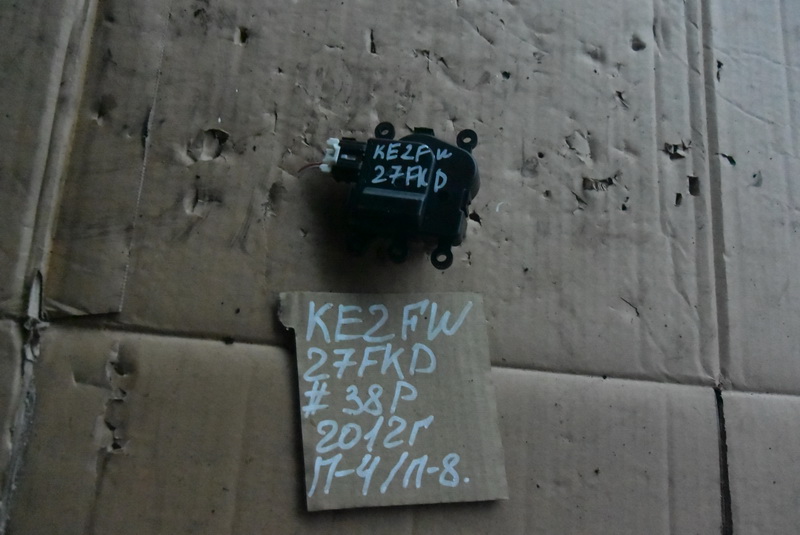 KE2FW
27FKD
KE2FW
27FKD
# 38P
2012г
П-4/П-8.